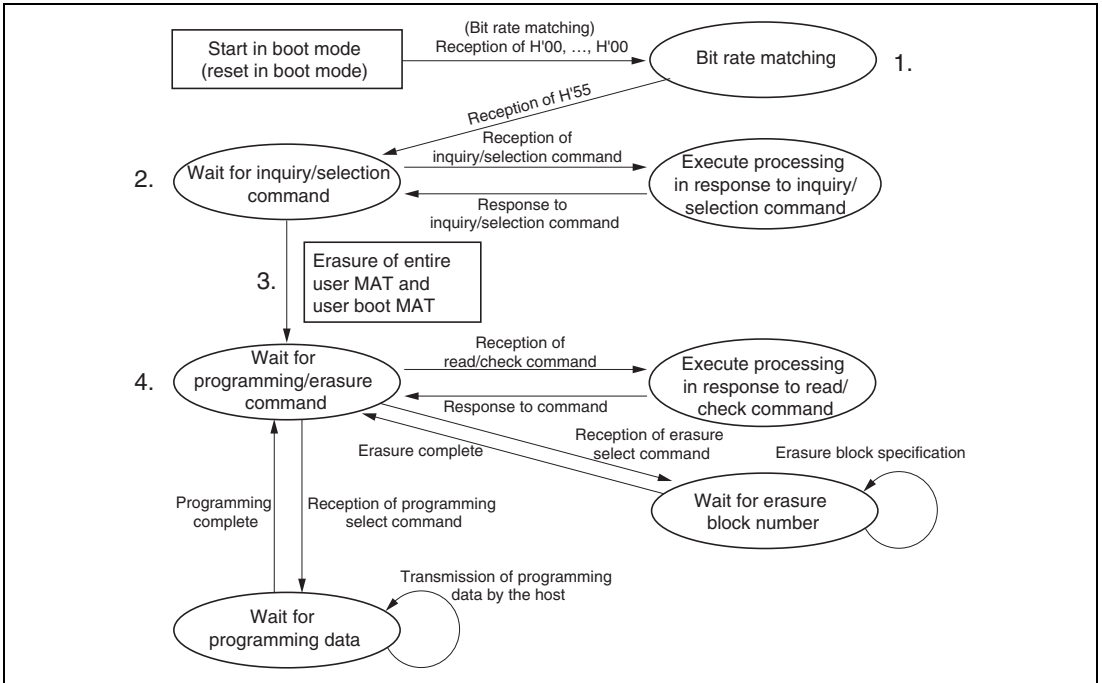 Start in boot mode
(reset in boot mode)
(Bit rate matching)
Reception of H'00, …, H'00
Bit rate matching
1.
Reception of H'55
2.
Wait for inquiry/selection
command
Reception of
inquiry/selection command
Response to
inquiry/selection command
Execute processing
in response to inquiry/
selection command
3.
Erasure of entire
user MAT and
user boot MAT
4.
Wait for
programming/erasure
command
Reception of
read/check command
Response to command
Execute processing
in response to read/
check command
Erasure complete
Reception of erasure
select command
Erasure block specification
Wait for erasure
block number
Programming
complete
Reception of programming
select command
Transmission of programming
data by the host
Wait for
programming data